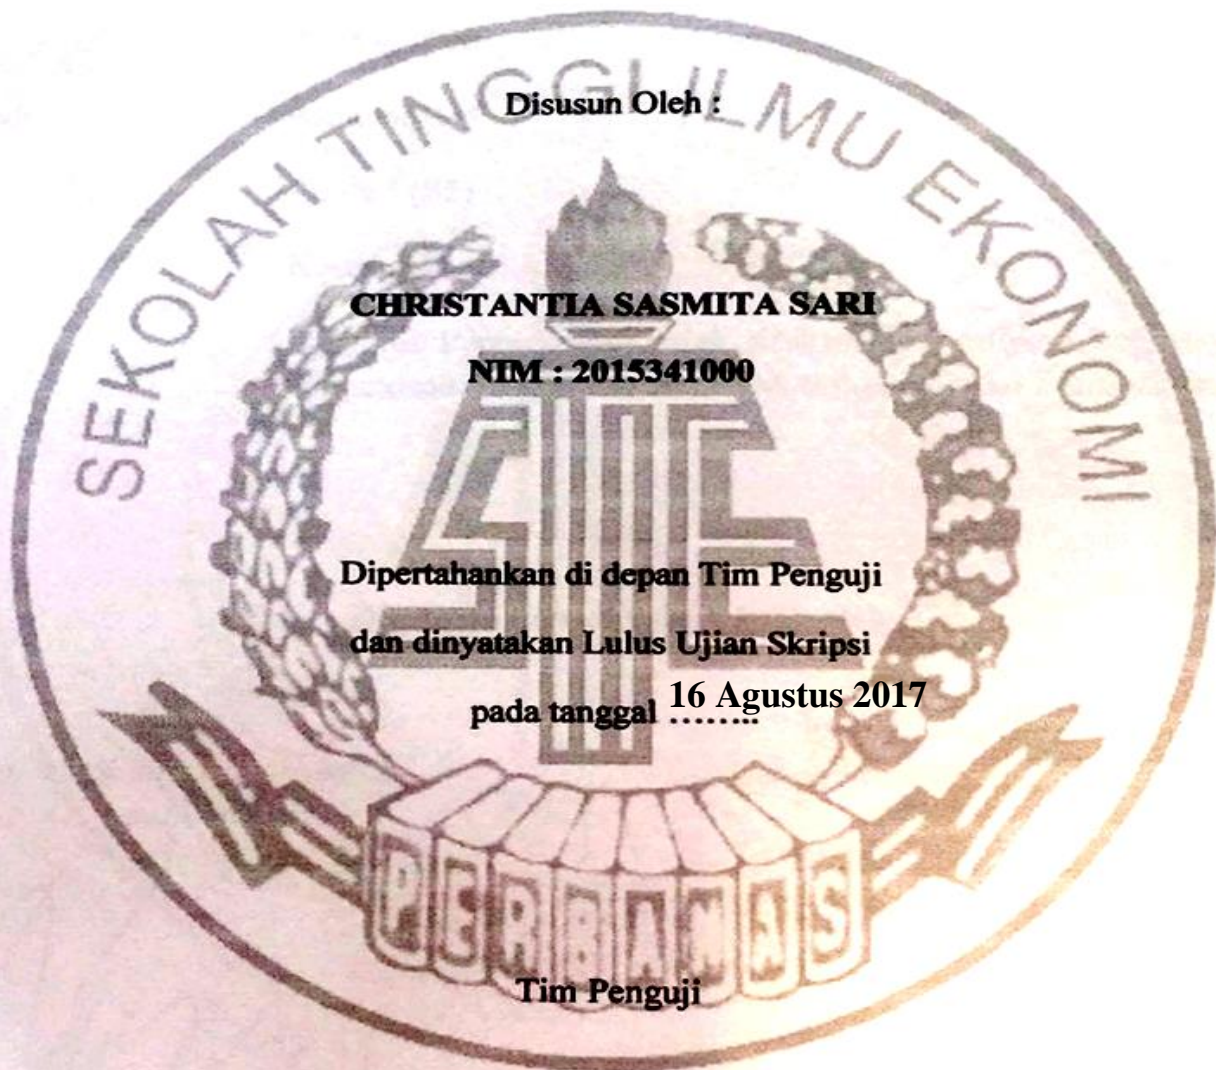 SEKOLAH TINGGI ILMU EKONOMI
Disusun Oleh :
CHRISTANTIA SASMITA SARI
NIM : 2015341000
STIE
Dipertahankan di depan Tim Penguji
dan dinyatakan Lulus Ujian Skripsi
pada tanggal ........ 16 Agustus 2017
PERBANAS
Tim Penguji